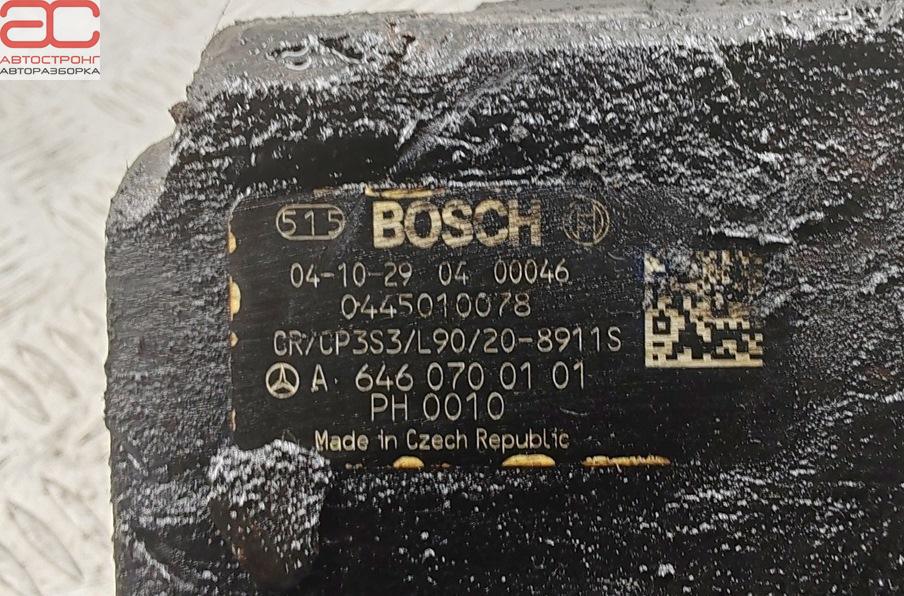 АС
АВТОСТРОНГ
АВТОРАЗБОРКА
515 BOSCH H
04-10-29 04 00046
0445010078
CR/CP3S3/L90/20-8911S
A 646 070 01 01
PH 0010
Made in Czech Republic